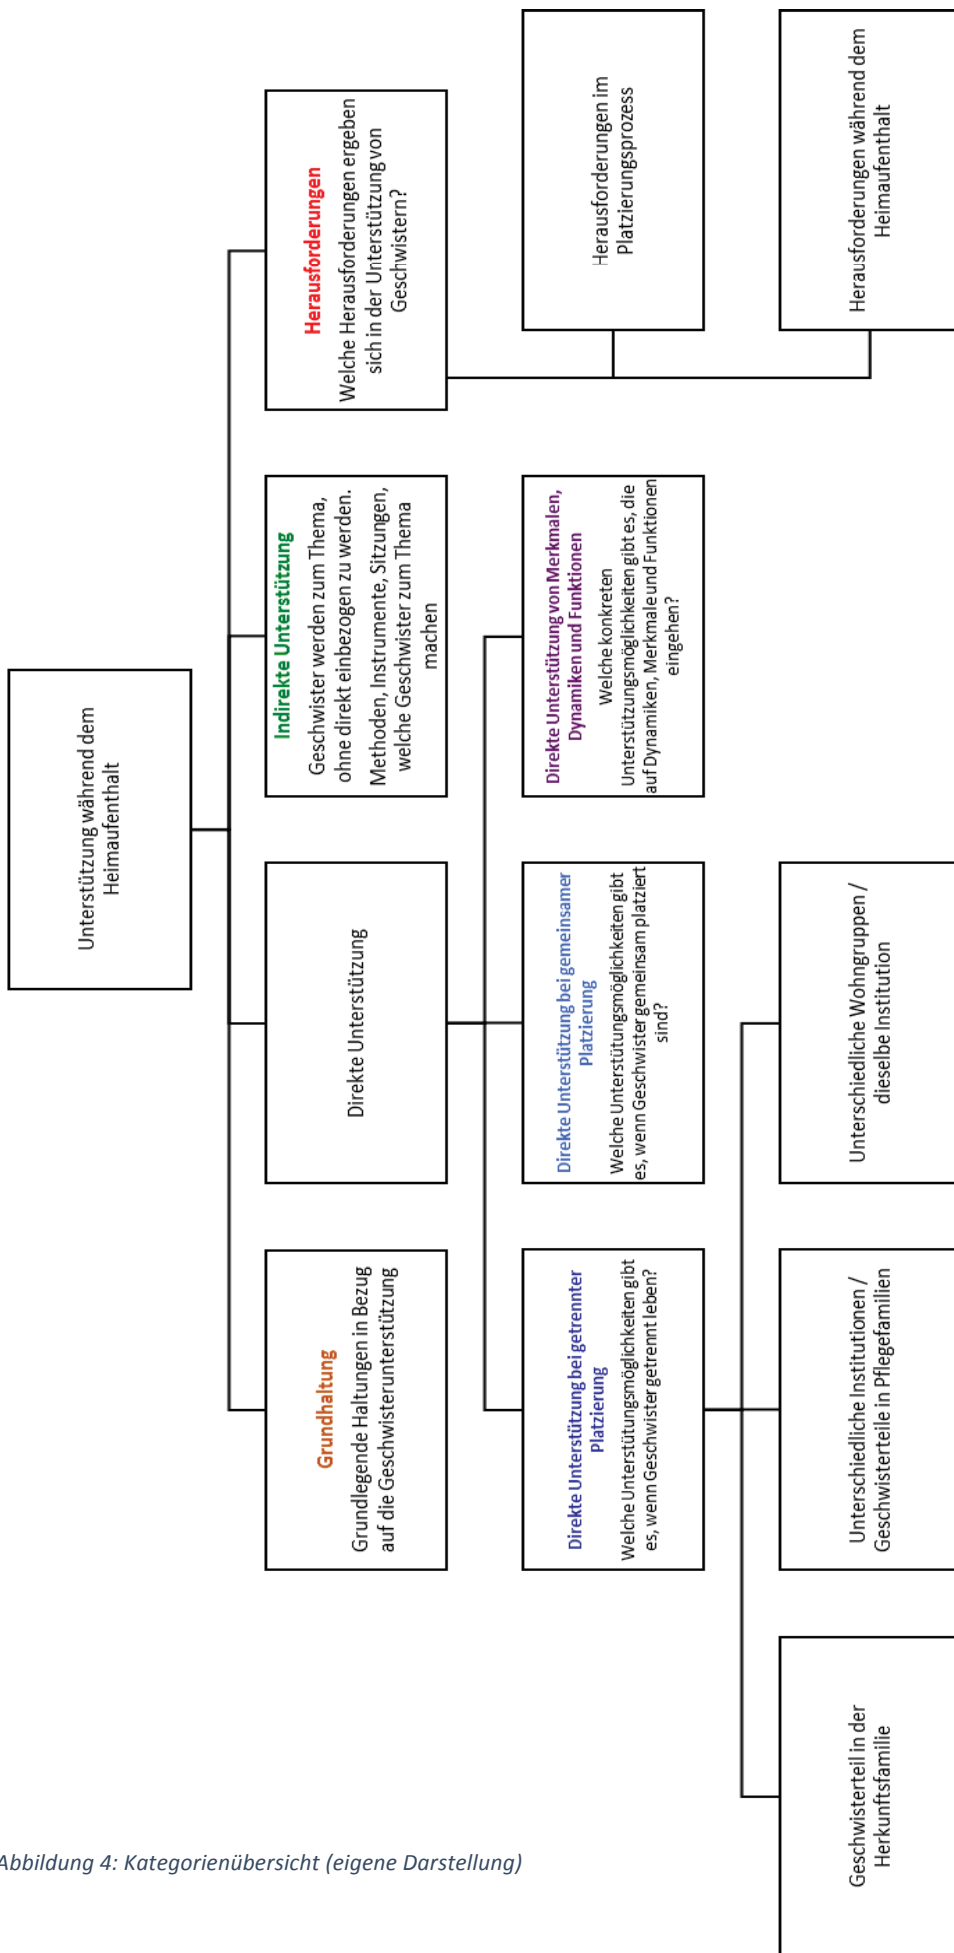 Unterstützung während dem
Heimaufenthalt
Grundhaltung
Grundlegende Haltungen in Bezug
auf die Geschwisterunterstützung
Direkte Unterstützung
Indirekte Unterstützung
Geschwister werden zum Thema,
ohne direkt einbezogen zu werden.
Methoden, Instrumente, Sitzungen,
welche Geschwister zum Thema
machen
Herausforderungen
Welche Herausforderungen ergeben
sich in der Unterstützung von
Geschwistern?
Direkte Unterstützung bei getrennter
Platzierung
Welche Unterstütungsmöglichkeiten gibt
es, wenn Geschwister getrennt leben?
Direkte Unterstützung bei gemeinsamer
Platzierung
Welche Unterstütungsmöglichkeiten gibt
es, wenn Geschwister gemeinsam platziert
sind?
Direkte Unterstützung von Merkmalen,
Dynamiken und Funktionen
Welche konkreten
Unterstützungsmöglichkeiten gibt es, die
auf Dynamiken, Merkmale und Funktionen
eingehen?
Herausforderungen im
Platzierungsprozess
Geschwisterteil in der
Herkunftsfamilie
Unterschiedliche Institutionen /
Geschwisterteile in Pflegefamilien
Unterschiedliche Wohngruppen /
dieselbe Institution
Herausforderungen während dem
Heimaufenthalt
Abbildung 4: Kategorienübersicht (eigene Darstellung)